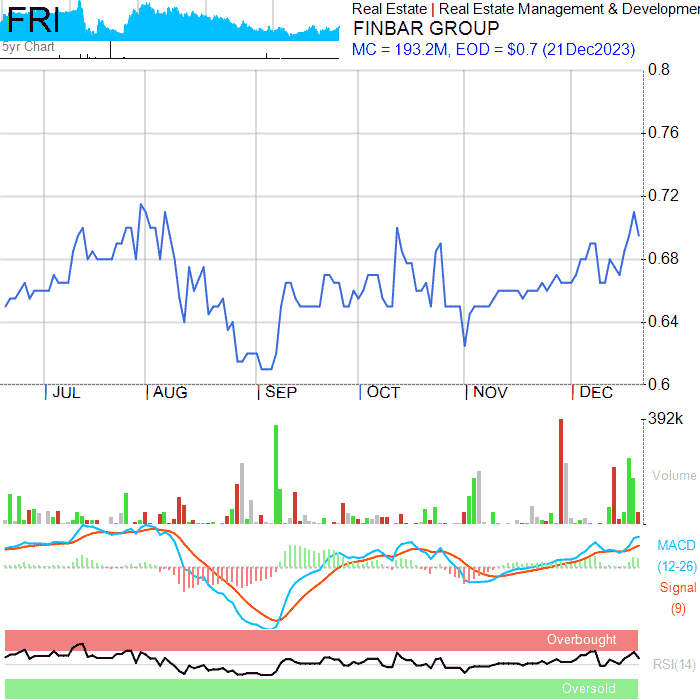 FRI
5yr Chart
Real Estate | Real Estate Management & Developmen
FINBAR GROUP
MC = 193.2M, EOD = $0.7 (21Dec2023)
0.8
0.76
0.72
0.68
0.64
0.6
JUL AUG SEP OCT NOV DEC
392k
Volume
MACD
(12-26)
Signal
(9)
Overbought
RSI(14)
Oversold